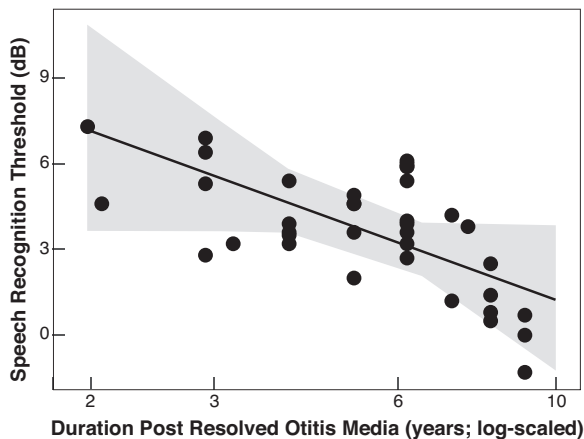 Speech Recognition Threshold (dB)
9
6
3
0
2 3 6 10
Duration Post Resolved Otitis Media (years; log-scaled)